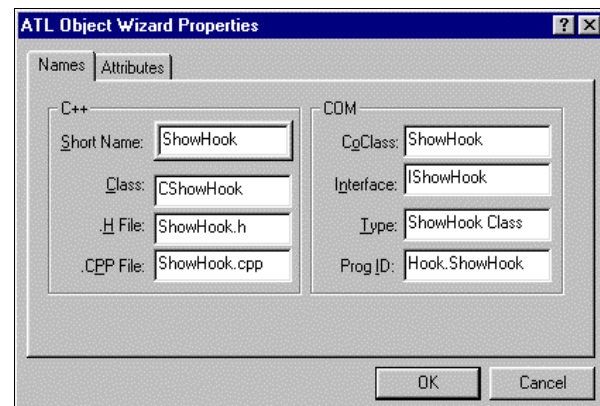 ATL Object Wizard Properties
Names Attributes
C++
Short Name: ShowHook
Class: CShowHook
.H File: ShowHook.h
.CPP File: ShowHook.cpp
COM
CoClass: ShowHook
Interface: IShowHook
Type: ShowHook Class
Prog ID: Hook.ShowHook
OK Cancel